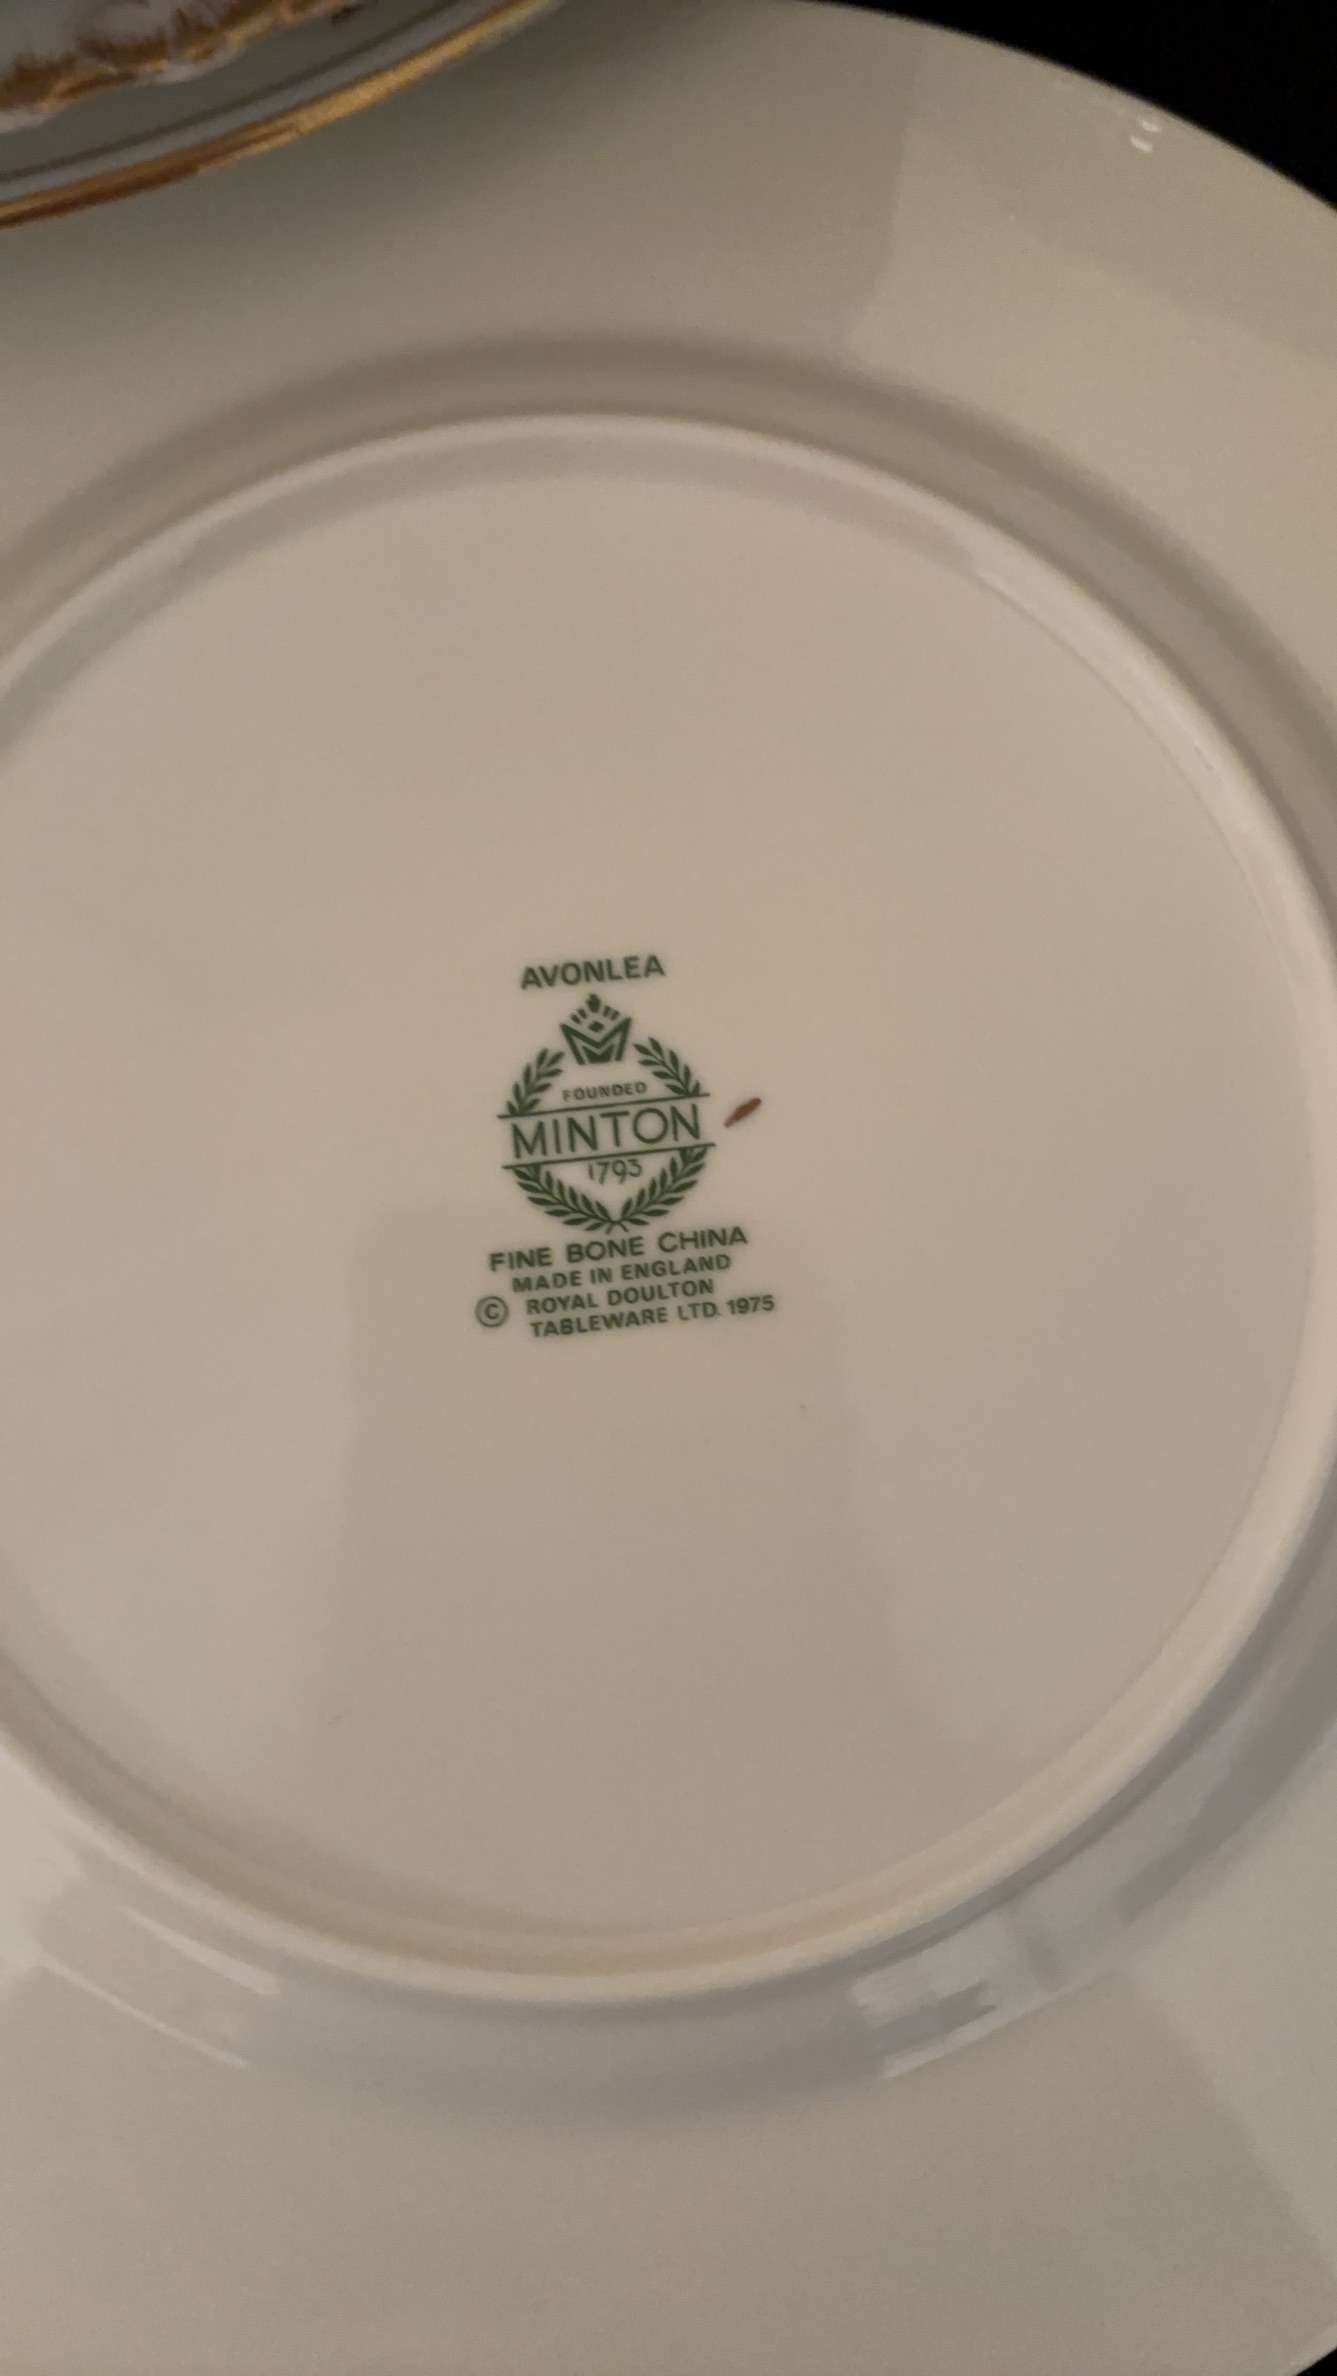 AVONLEA
FOUNDED
MINTON
1793
FINE BONE CHINA
MADE IN ENGLAND
© ROYAL DOULTON
TABLEWARE LTD. 1975